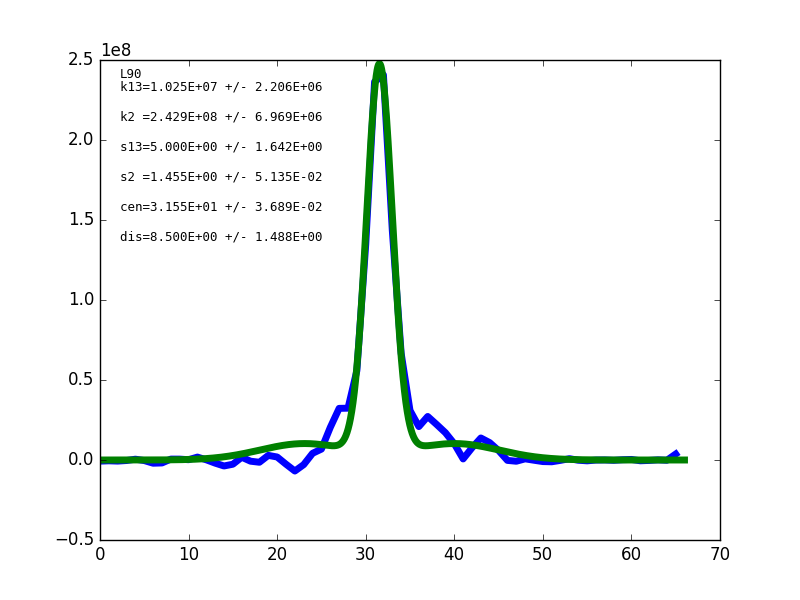 1e8
2.5
2.0
1.5
1.0
0.5
0.0
−0.5
L90
k13=1.025E+07 +/- 2.206E+06
k2 =2.429E+08 +/- 6.969E+06
s13=5.000E+00 +/- 1.642E+00
s2 =1.455E+00 +/- 5.135E-02
cen=3.155E+01 +/- 3.689E-02
dis=8.500E+00 +/- 1.488E+00
0 10 20 30 40 50 60 70